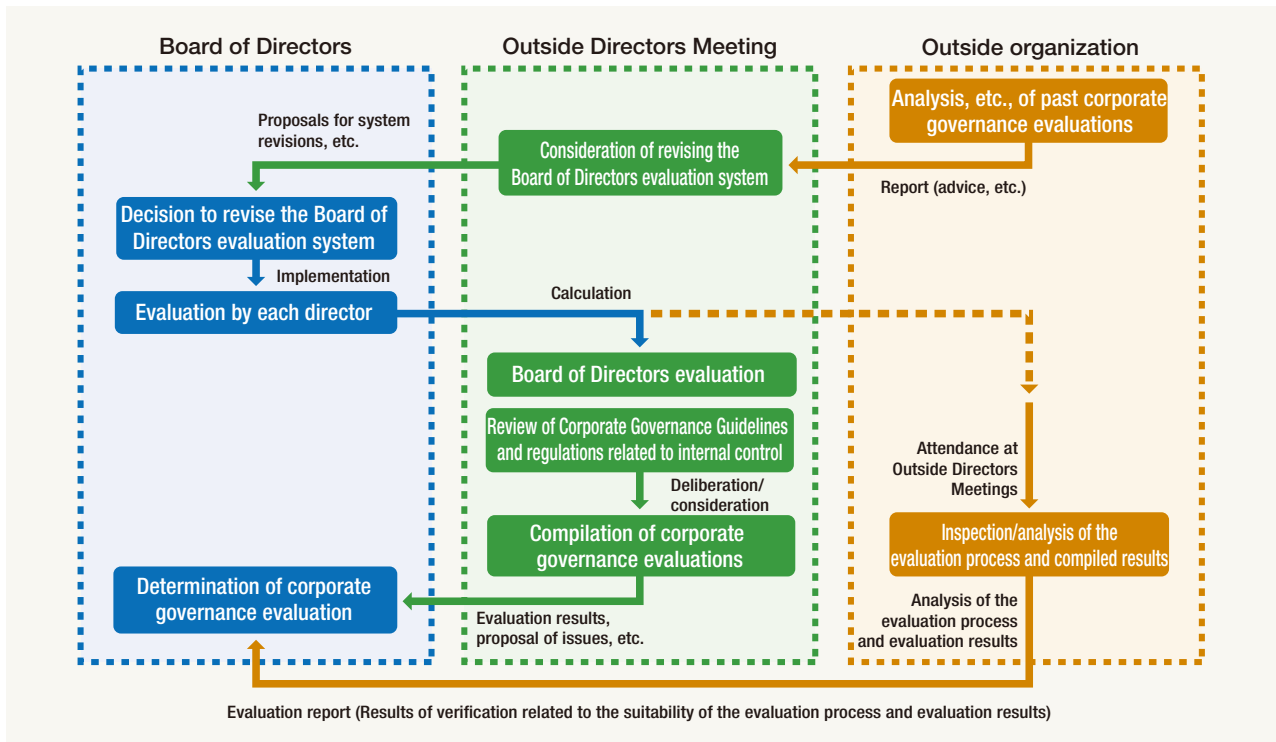 Board of Directors
Outside Directors Meeting
Outside organization
Analysis, etc., of past corporate
governance evaluations
Proposals for system
revisions, etc.
Consideration of revising the
Board of Directors evaluation system
Report (advice, etc.)
Decision to revise the Board of
Directors evaluation system
Implementation
Evaluation by each director
Calculation
Board of Directors evaluation
Review of Corporate Governance Guidelines
and regulations related to internal control
Deliberation/
consideration
Attendance at
Outside Directors
Meetings
Compilation of corporate
governance evaluations
Inspection/analysis of the
evaluation process and compiled results
Determination of corporate
governance evaluation
Evaluation results,
proposal of issues, etc.
Analysis of the
evaluation process
and evaluation results
Evaluation report (Results of verification related to the suitability of the evaluation process and evaluation results)